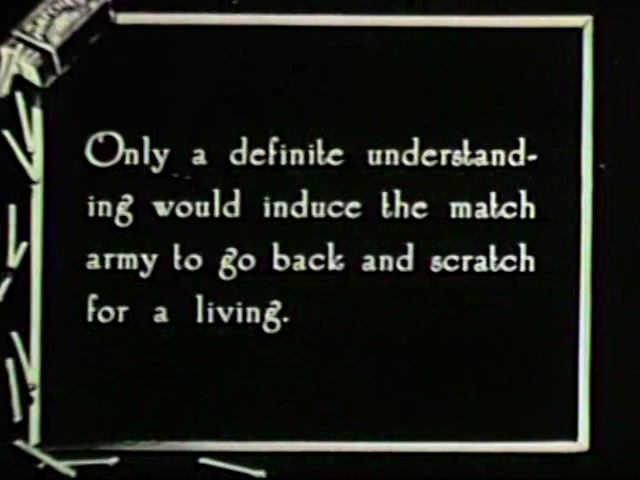 Only a definite understand-
ing would induce the match
army to go back and scratch
for a living.